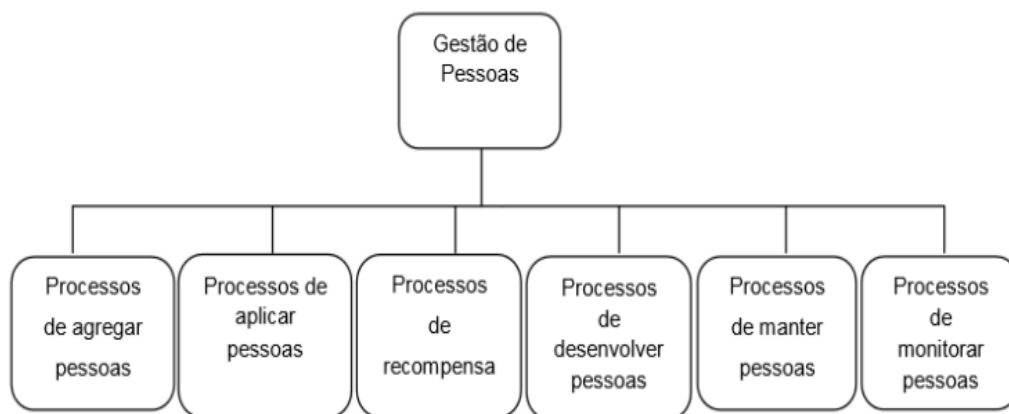 Gestão de
Pessoas
Processos
de agregar
pessoas
Processos de
aplicar
pessoas
Processos
de
recompensa
Processos
de
desenvolver
pessoas
Processos
de manter
pessoas
Processos
de
monitorar
pessoas